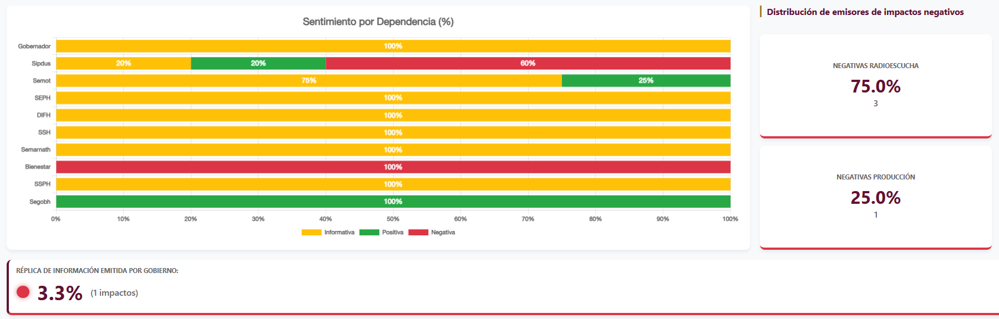 Sentimiento por Dependencia (%)
Gobernador 100%
Sipdus 20% 20% 60%
Semot 75% 25%
SEPH 100%
DIFH 100%
SSH 100%
Semarnath 100%
Bienestar 100%
SSPH 100%
Segobh 100%
0% 10% 20% 30% 40% 50% 60% 70% 80% 90% 100%
Informativa Positiva Negativa
Distribución de emisores de impactos negativos
NEGATIVAS RADIOESCUCHA
75.0%
3
NEGATIVAS PRODUCCIÓN
25.0%
1
RÉPLICA DE INFORMACIÓN EMITIDA POR GOBIERNO:
3.3% (1 impactos)